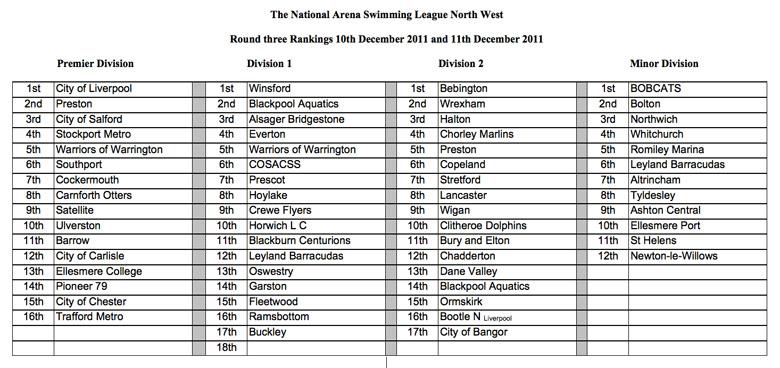 The National Arena Swimming League North West
Round three Rankings 10th December 2011 and 11th December 2011
Premier Division Division 1 Division 2 Minor Division
1st City of Liverpool 1st Winsford 1st Bebington 1st BOBCATS
2nd Preston 2nd Blackpool Aquatics 2nd Wrexham 2nd Bolton
3rd City of Salford 3rd Alsager Bridgestone 3rd Halton 3rd Northwich
4th Stockport Metro 4th Everton 4th Chorley Marlins 4th Whitchurch
5th Warriors of Warrington 5th Warriors of Warrington 5th Preston 5th Romiley Marina
6th Southport 6th COSACSS 6th Copeland 6th Leyland Barracudas
7th Cockermouth 7th Prescot 7th Stretford 7th Altrincham
8th Carnforth Otters 8th Hoylake 8th Lancaster 8th Tyldesley
9th Satellite 9th Crewe Flyers 9th Wigan 9th Ashton Central
10th Ulverston 10th Horwich L C 10th Clitheroe Dolphins 10th Ellesmere Port
11th Barrow 11th Blackburn Centurions 11th Bury and Elton 11th St Helens
12th City of Carlisle 12th Leyland Barracudas 12th Chadderton 12th Newton-le-Willows
13th Ellesmere College 13th Oswestry 13th Dane Valley
14th Pioneer 79 14th Garston 14th Blackpool Aquatics
15th City of Chester 15th Fleetwood 15th Ormskirk
16th Trafford Metro 16th Ramsbottom 16th Bootle N Liverpool
17th Buckley 17th City of Bangor
18th